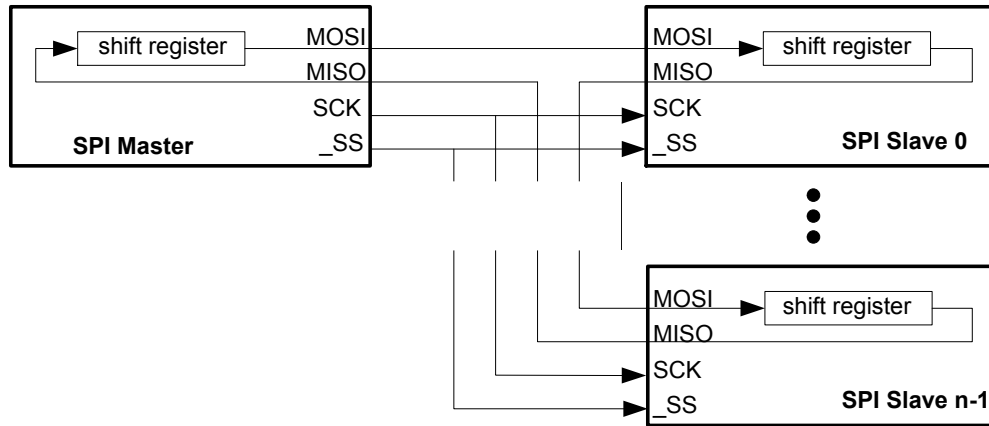 shift register
MOSI
MISO
SCK
_SS
SPI Master
MOSI
shift register
MISO
SCK
_SS
SPI Slave 0
MOSI
shift register
MISO
SCK
_SS
SPI Slave n-1